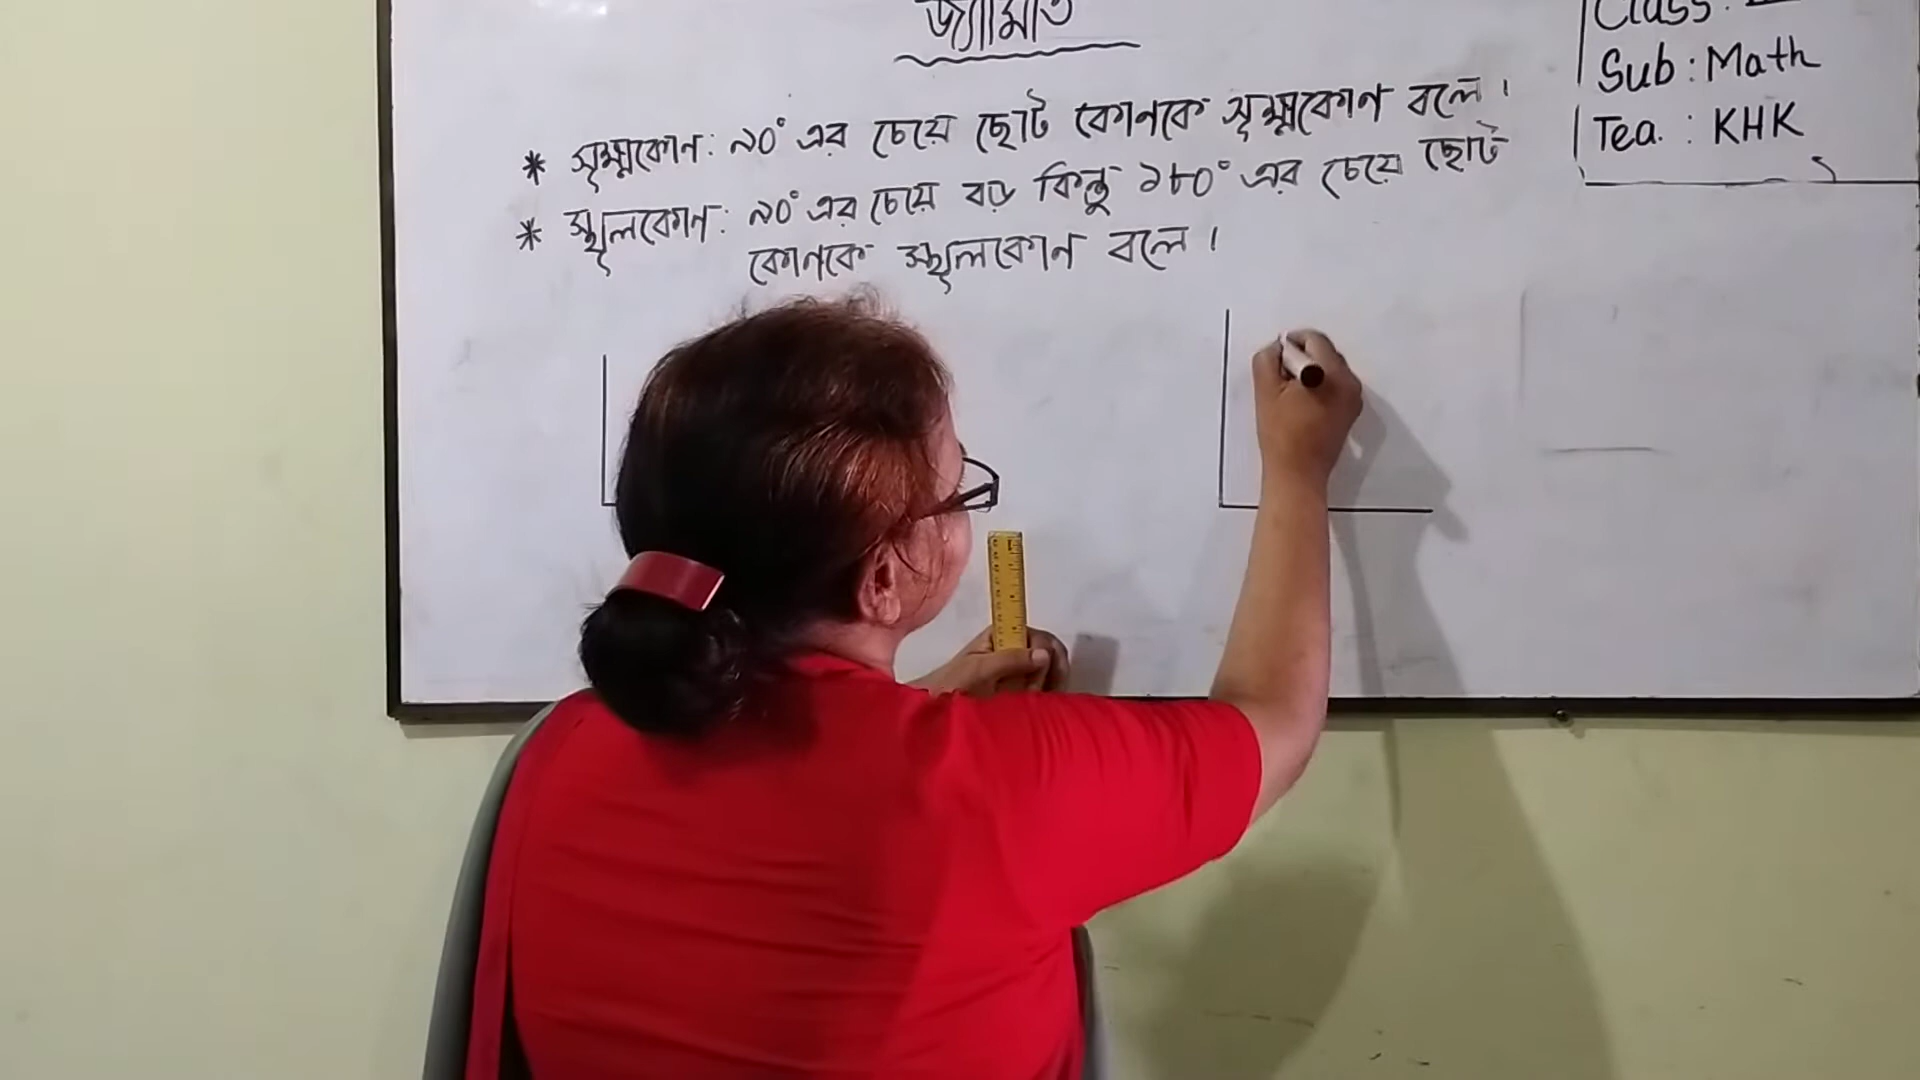 জ্যামিতি
Class:
Sub: Math
Tea. : KHK
* সূক্ষ্মকোণ: ৯০° এর চেয়ে ছোট কোণকে সূক্ষ্মকোণ বলে।
* স্থূলকোণ: ৯০° এর চেয়ে বড় কিন্তু ১৮০° এর চেয়ে ছোট
কোণকে স্থূলকোণ বলে।